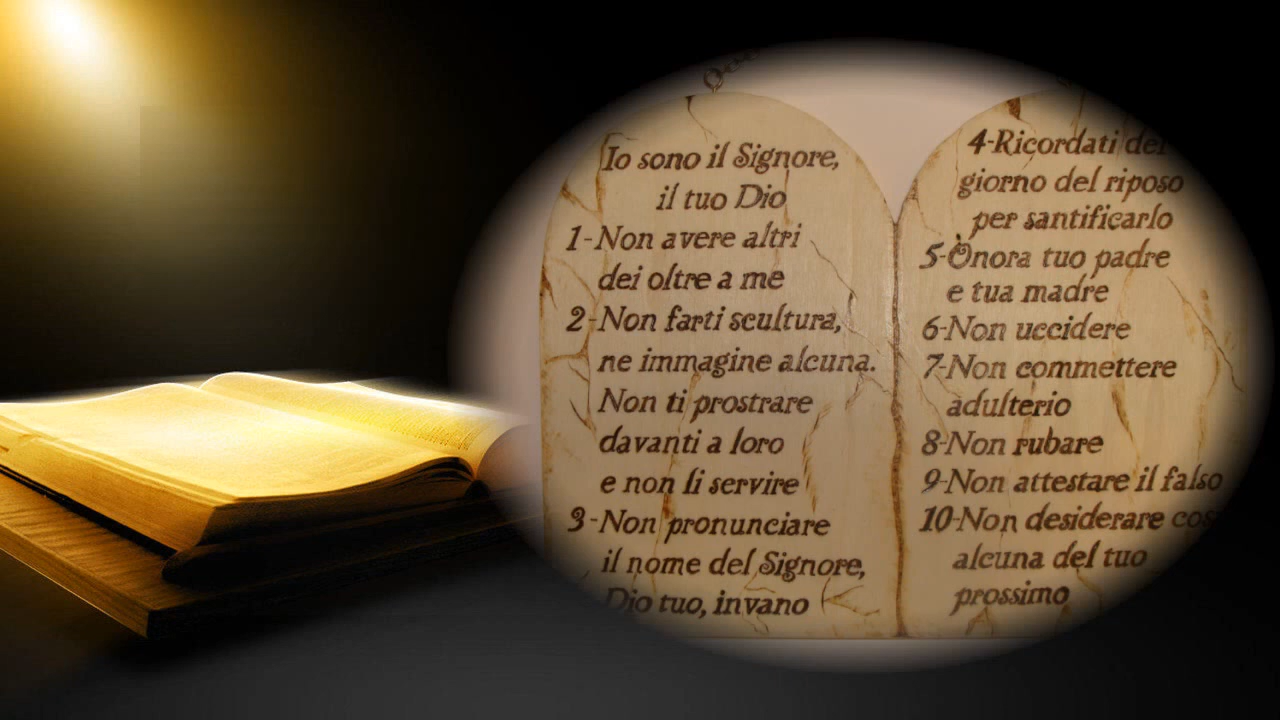 Io sono il Signore,
il tuo Dio
1-Non avere altri
dei oltre a me
2-Non farti scultura,
ne immagine alcuna.
Non ti prostrare
davanti a loro
e non li servire
3-Non pronunciare
il nome del Signore,
Dio tuo, invano
4-Ricordati del
giorno del riposo
per santificarlo
5-Ònora tuo padre
e tua madre
6-Non uccidere
7-Non commettere
adulterio
8-Non rubare
9-Non attestare il falso
10-Non desiderare
alcuna del tuo
prossimo